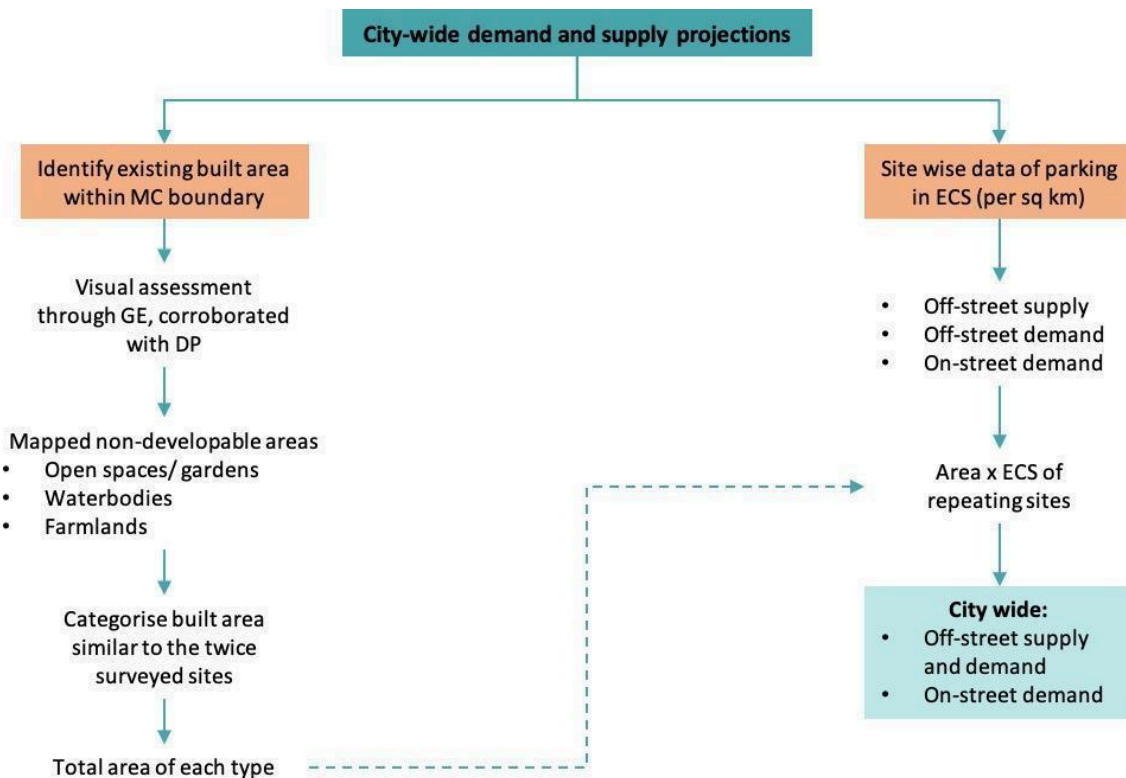 City-wide demand and supply projections
Identify existing built area
within MC boundary
Visual assessment
through GE, corroborated
with DP
Mapped non-developable areas
• Open spaces/ gardens
• Waterbodies
• Farmlands
Categorise built area
similar to the twice
surveyed sites
Total area of each type
Site wise data of parking
in ECS (per sq km)
• Off-street supply
• Off-street demand
• On-street demand
Area x ECS of
repeating sites
City wide:
• Off-street supply
and demand
• On-street demand